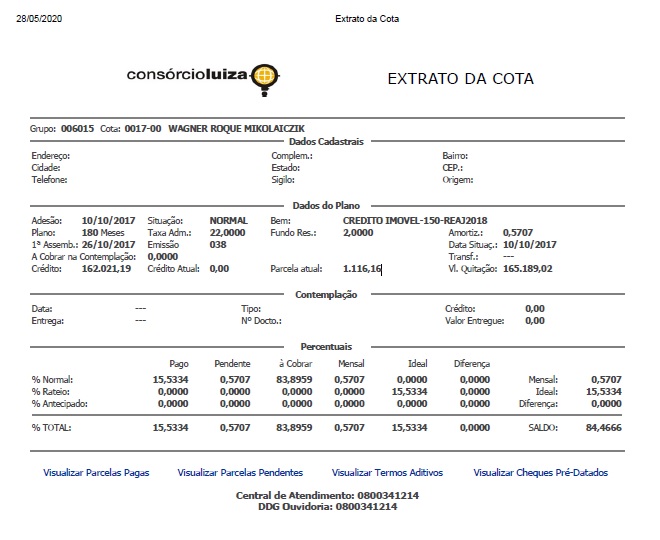 28/05/2020 Extrato da Cota
consórcioluiza EXTRATO DA COTA
Grupo: 006015 Cota: 0017-00 WAGNER ROQUE MIKOLAICZIK
Dados Cadastrais
Endereço: Complem.: Bairro:
Cidade: Estado: CEP.:
Telefone: Sigilo: Origem:
Dados do Plano
Adesão: 10/10/2017 Situação: NORMAL Bem: CREDITO IMOVEL-150-REAJ2018
Plano: 180 Meses Taxa Adm.: 22,0000 Fundo Res.: 2,0000 Amortiz.: 0,5707
1ª Assemb.: 26/10/2017 Emissão 038 Data Situaç.: 10/10/2017
A Cobrar na Contemplação: 0,0000 Transf.: ---
Crédito: 162.021,19 Crédito Atual: 0,00 Parcela atual: 1.116,16 Vl. Quitação: 165.189,02
Contemplação
Data: --- Tipo: Crédito: 0,00
Entrega: --- Nº Docto.: Valor Entregue: 0,00
Percentuais
Pago Pendente à Cobrar Mensal Ideal Diferença
% Normal: 15,5334 0,5707 83,8959 0,5707 0,0000 0,0000 Mensal: 0,5707
% Rateio: 0,0000 0,0000 0,0000 0,0000 15,5334 0,0000 Ideal: 15,5334
% Antecipado: 0,0000 0,0000 0,0000 0,0000 0,0000 0,0000 Diferença: 0,0000
% TOTAL: 15,5334 0,5707 83,8959 0,5707 15,5334 0,0000 SALDO: 84,4666
Visualizar Parcelas Pagas Visualizar Parcelas Pendentes Visualizar Termos Aditivos Visualizar Cheques Pré-Datados
Central de Atendimento: 0800341214
DDG Ouvidoria: 0800341214